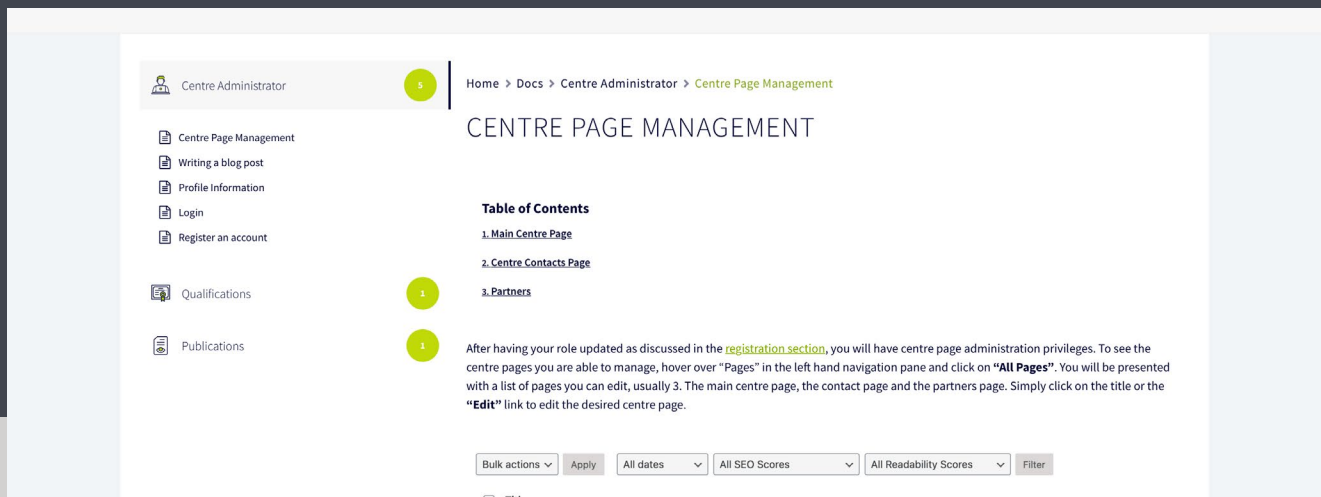 Centre Administrator
5
Centre Page Management
Writing a blog post
Profile Information
Login
Register an account
Qualifications
1
Publications
1
Home > Docs > Centre Administrator > Centre Page Management
CENTRE PAGE MANAGEMENT
Table of Contents
1. Main Centre Page
2. Centre Contacts Page
3. Partners
After having your role updated as discussed in the registration section, you will have centre page administration privileges. To see the
centre pages you are able to manage, hover over “Pages” in the left hand navigation pane and click on “All Pages”. You will be presented
with a list of pages you can edit, usually 3. The main centre page, the contact page and the partners page. Simply click on the title or the
“Edit” link to edit the desired centre page.
Bulk actions Apply All dates All SEO Scores All Readability Scores Filter